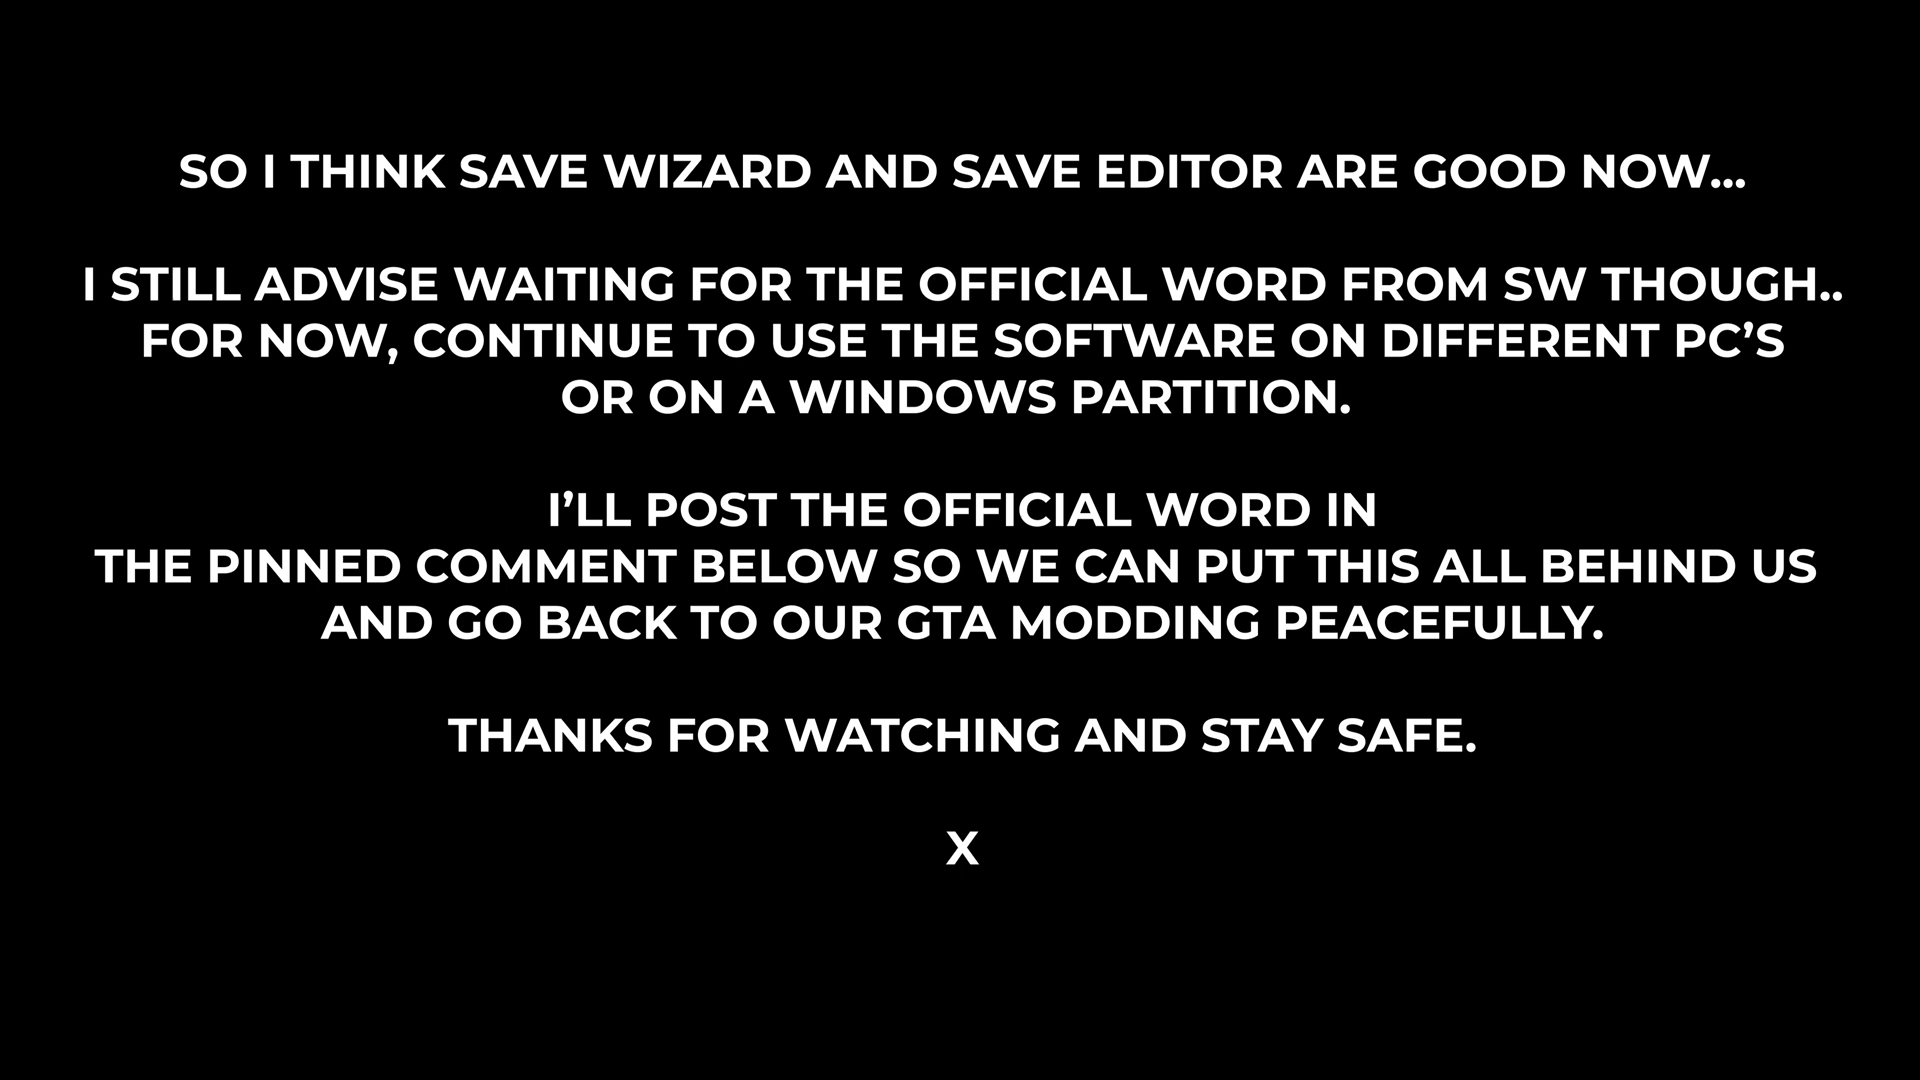 SO I THINK SAVE WIZARD AND SAVE EDITOR ARE GOOD NOW...
I STILL ADVISE WAITING FOR THE OFFICIAL WORD FROM SW THOUGH..
FOR NOW, CONTINUE TO USE THE SOFTWARE ON DIFFERENT PC’S
OR ON A WINDOWS PARTITION.
I’LL POST THE OFFICIAL WORD IN
THE PINNED COMMENT BELOW SO WE CAN PUT THIS ALL BEHIND US
AND GO BACK TO OUR GTA MODDING PEACEFULLY.
THANKS FOR WATCHING AND STAY SAFE.
X